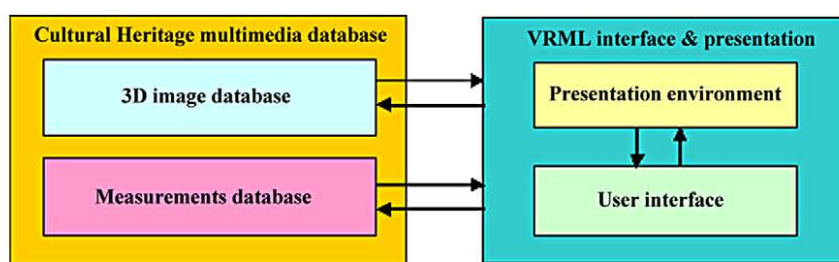 Cultural Heritage multimedia database
3D image database
Measurements database
VRML interface & presentation
Presentation environment
User interface